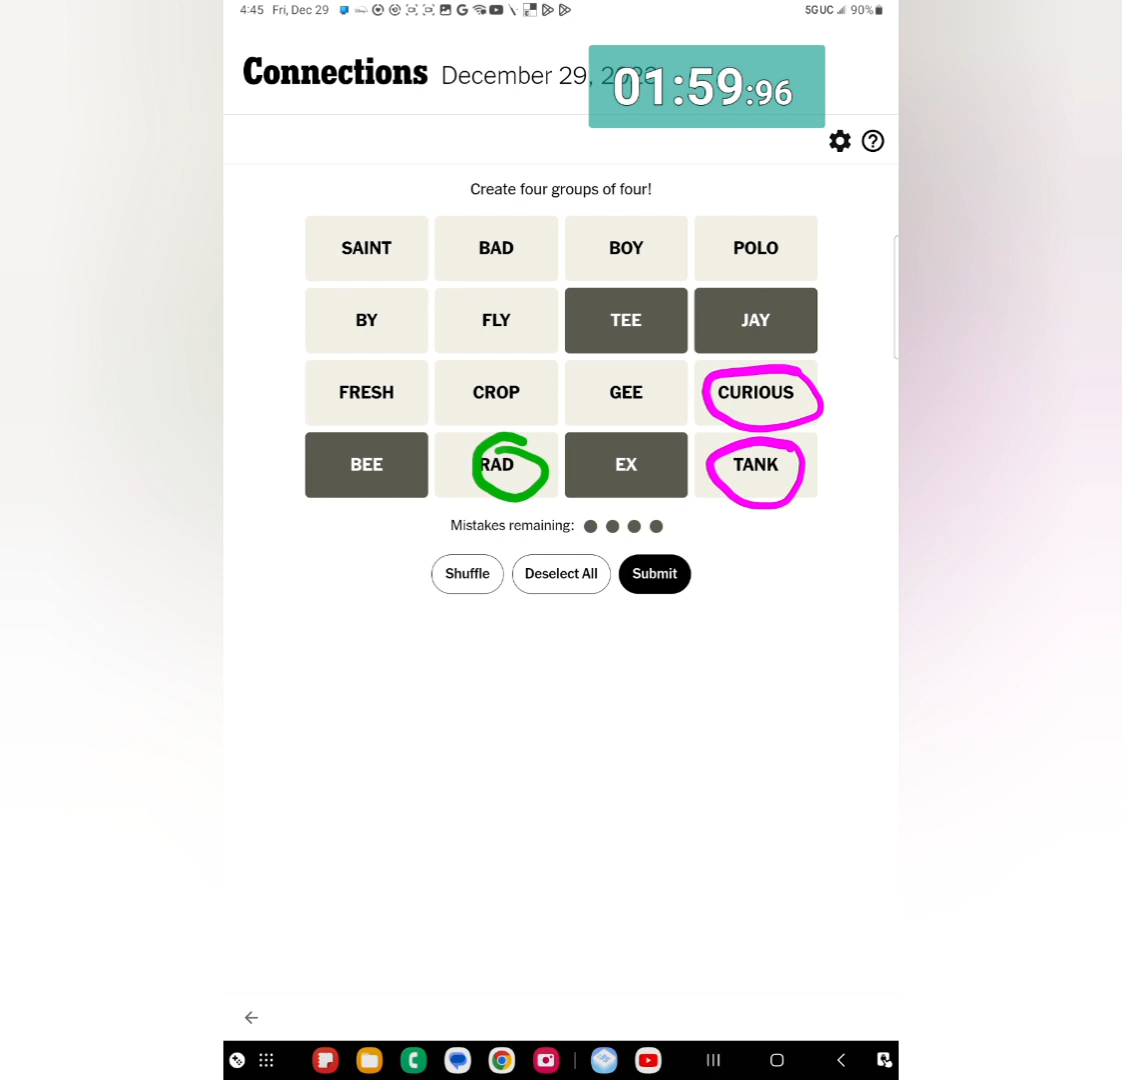 4:45 Fri, Dec 29
5G UC 90%
Connections December 29,
01:59:96
Create four groups of four!
SAINT BAD BOY POLO
BY FLY TEE JAY
FRESH CROP GEE CURIOUS
BEE RAD EX TANK
Mistakes remaining:
Shuffle Deselect All Submit